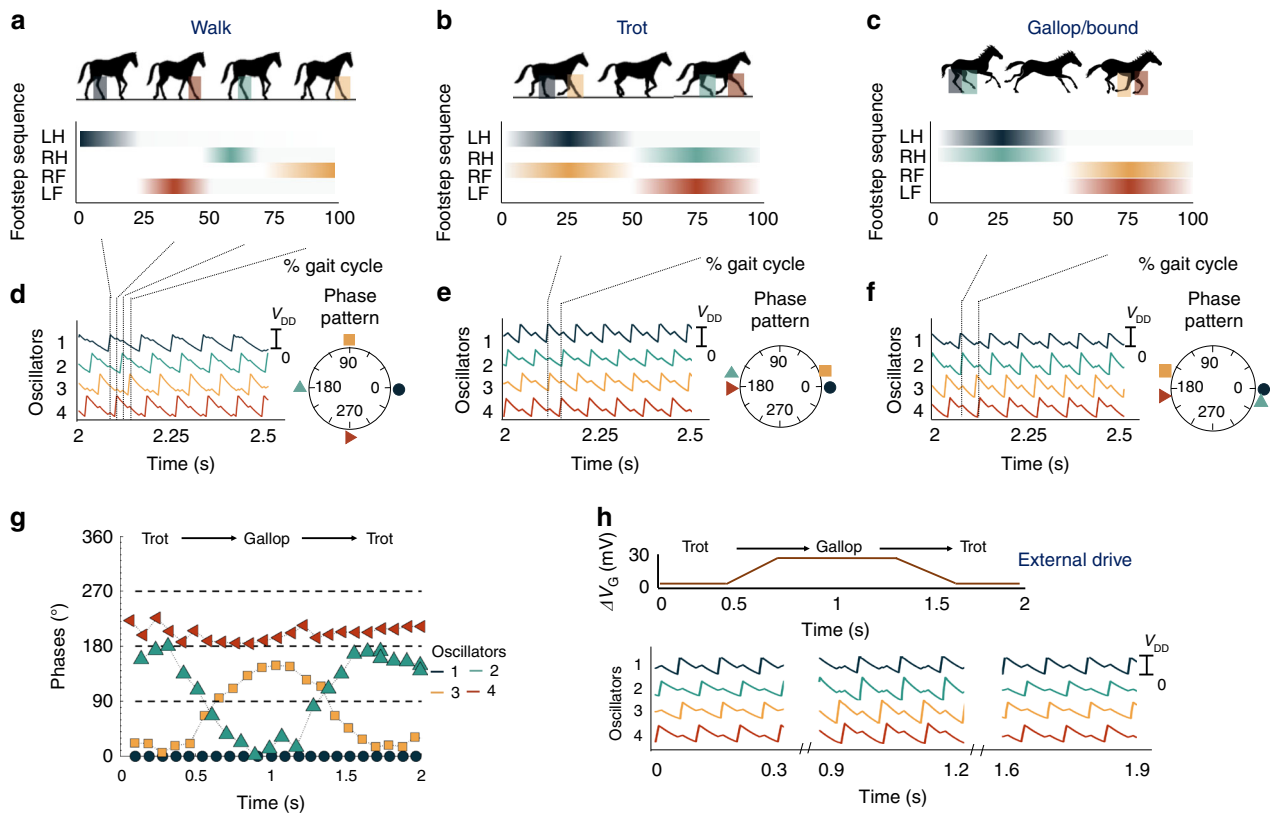 a
Walk
Footstep sequence
LH
RH
RF
LF
0 25 50 75 100
% gait cycle
b
Trot
Footstep sequence
LH
RH
RF
LF
0 25 50 75 100
% gait cycle
c
Gallop/bound
Footstep sequence
LH
RH
RF
LF
0 25 50 75 100
% gait cycle
d
Oscillators
1
2
3
4
2 2.25 2.5
Time (s)
VDD
0
Phase
pattern
90
180 0
270
e
Oscillators
1
2
3
4
2 2.25 2.5
Time (s)
VDD
0
Phase
pattern
90
180 0
270
f
Oscillators
1
2
3
4
2 2.25 2.5
Time (s)
VDD
0
Phase
pattern
90
180 0
270
g
Phases (°)
360
270
180
90
0
Trot Gallop Trot
0 0.5 1 1.5 2
Time (s)
Oscillators
1 2
3 4
h
ΔVG (mV)
30
0
Trot Gallop Trot
External drive
0 0.5 1 1.5 2
Time (s)
Oscillators
1
2
3
4
VDD
0
0 0.3 0.9 1.2 1.6 1.9
Time (s)